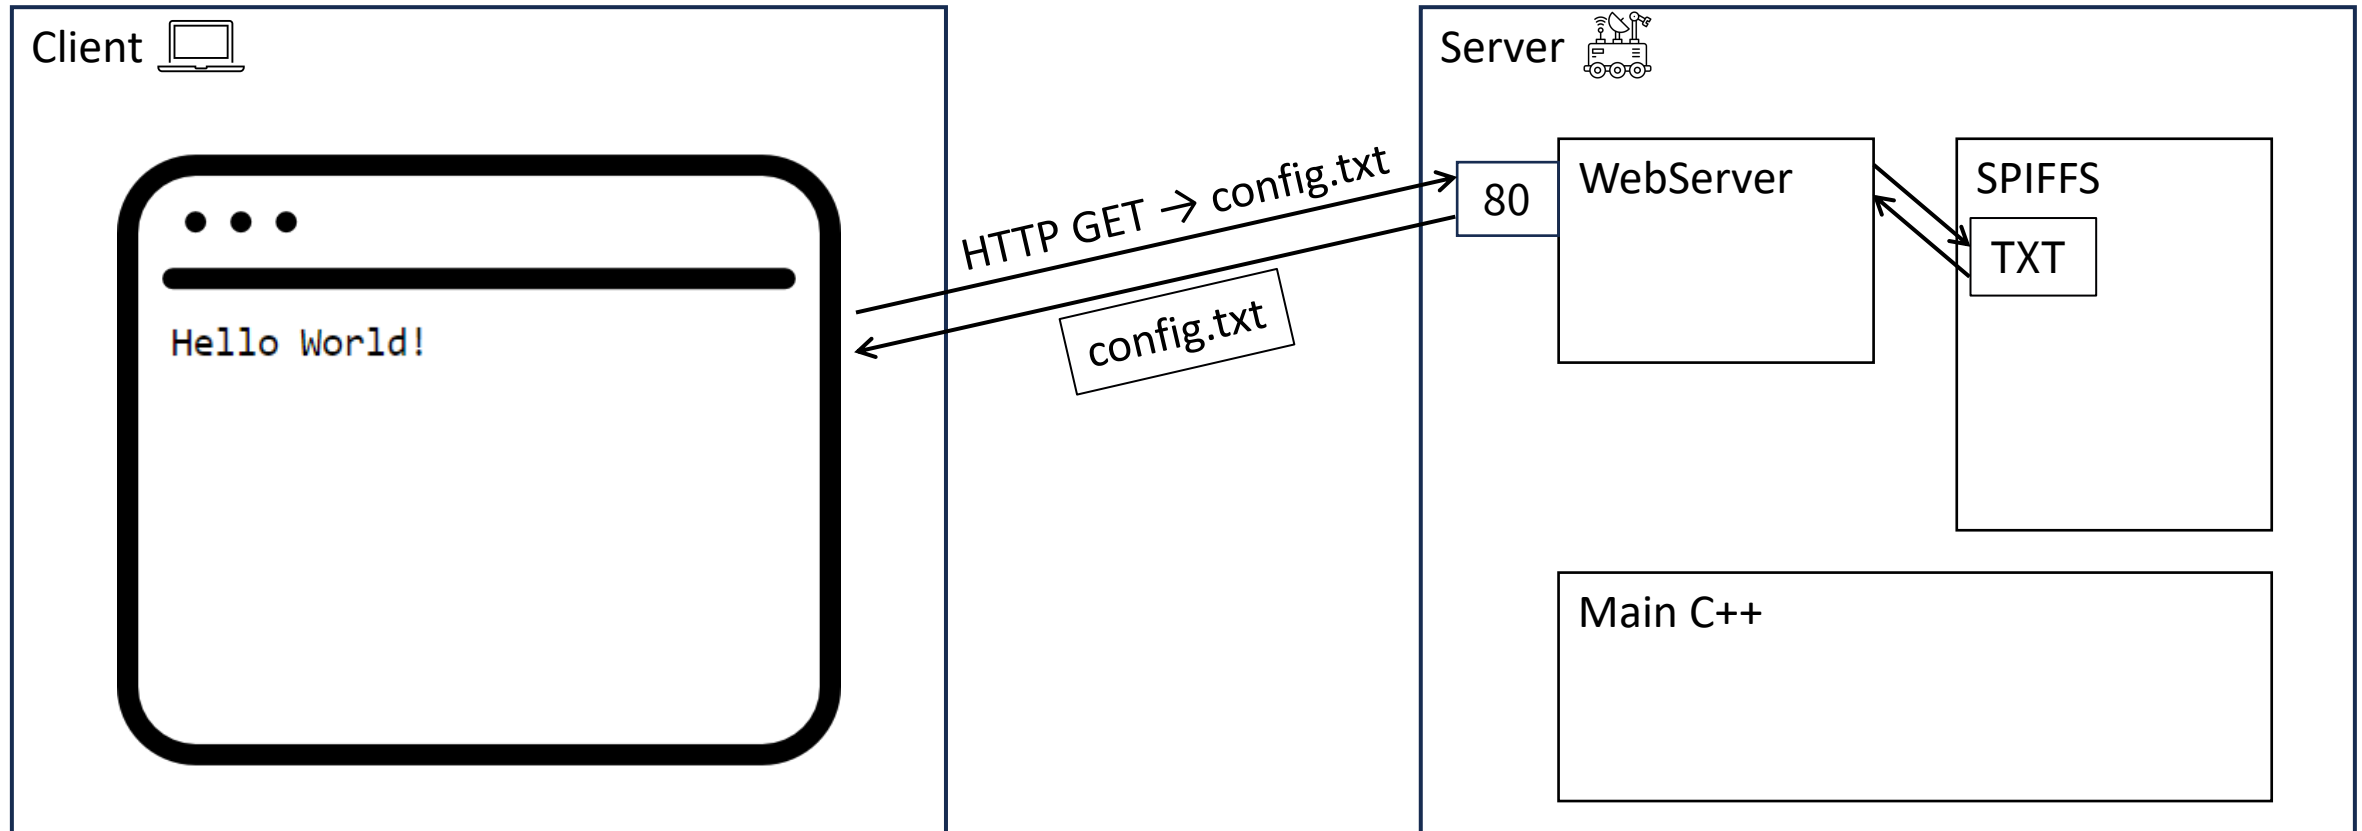 Client
Hello World!
HTTP GET → config.txt
config.txt
Server
80
WebServer
SPIFFS
TXT
Main C++